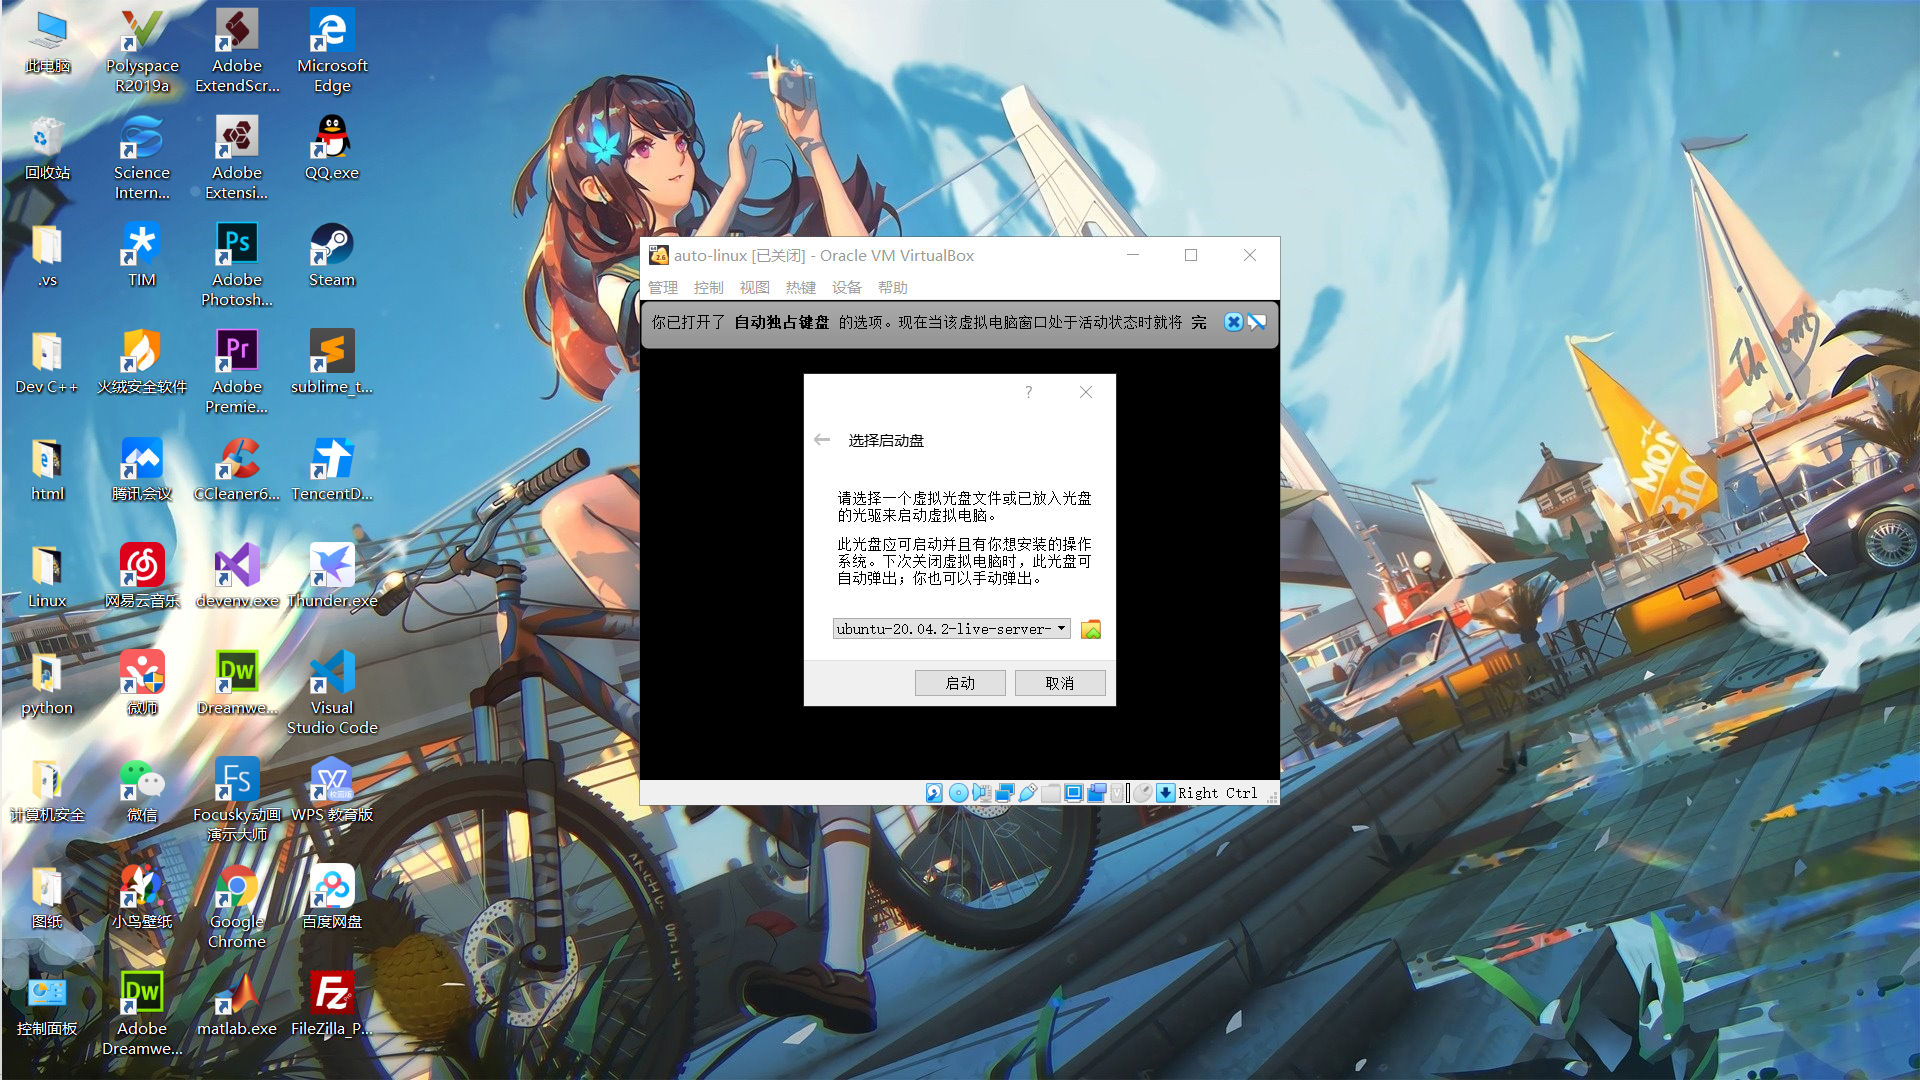 此电脑
Polyspace
R2019a
Adobe
ExtendScr...
Microsoft
Edge
回收站
Science
Intern...
Adobe
Extensi...
QQ.exe
.vs
TIM
Adobe
Photosh...
Steam
Dev C++
火绒安全软件
Adobe
Premie...
sublime_t...
html
腾讯会议
CCleaner6...
TencentD...
Linux
网易云音乐
devenv.exe
Thunder.exe
python
微师
Dreamwe...
Visual
Studio Code
计算机安全
微信
Focusky动画
演示大师
WPS 教育版
图纸
小鸟壁纸
Google
Chrome
百度网盘
控制面板
Adobe
Dreamwe...
matlab.exe
FileZilla_P...
auto-linux [已关闭] - Oracle VM VirtualBox
管理 控制 视图 热键 设备 帮助
你已打开了 自动独占键盘 的选项。现在当该虚拟电脑窗口处于活动状态时就将 完
?
选择启动盘
请选择一个虚拟光盘文件或已放入光盘
的光驱来启动虚拟电脑。
此光盘应可启动并且有你想安装的操作
系统。下次关闭虚拟电脑时，此光盘可
自动弹出；你也可以手动弹出。
ubuntu-20.04.2-live-server-
启动 取消
Right Ctrl